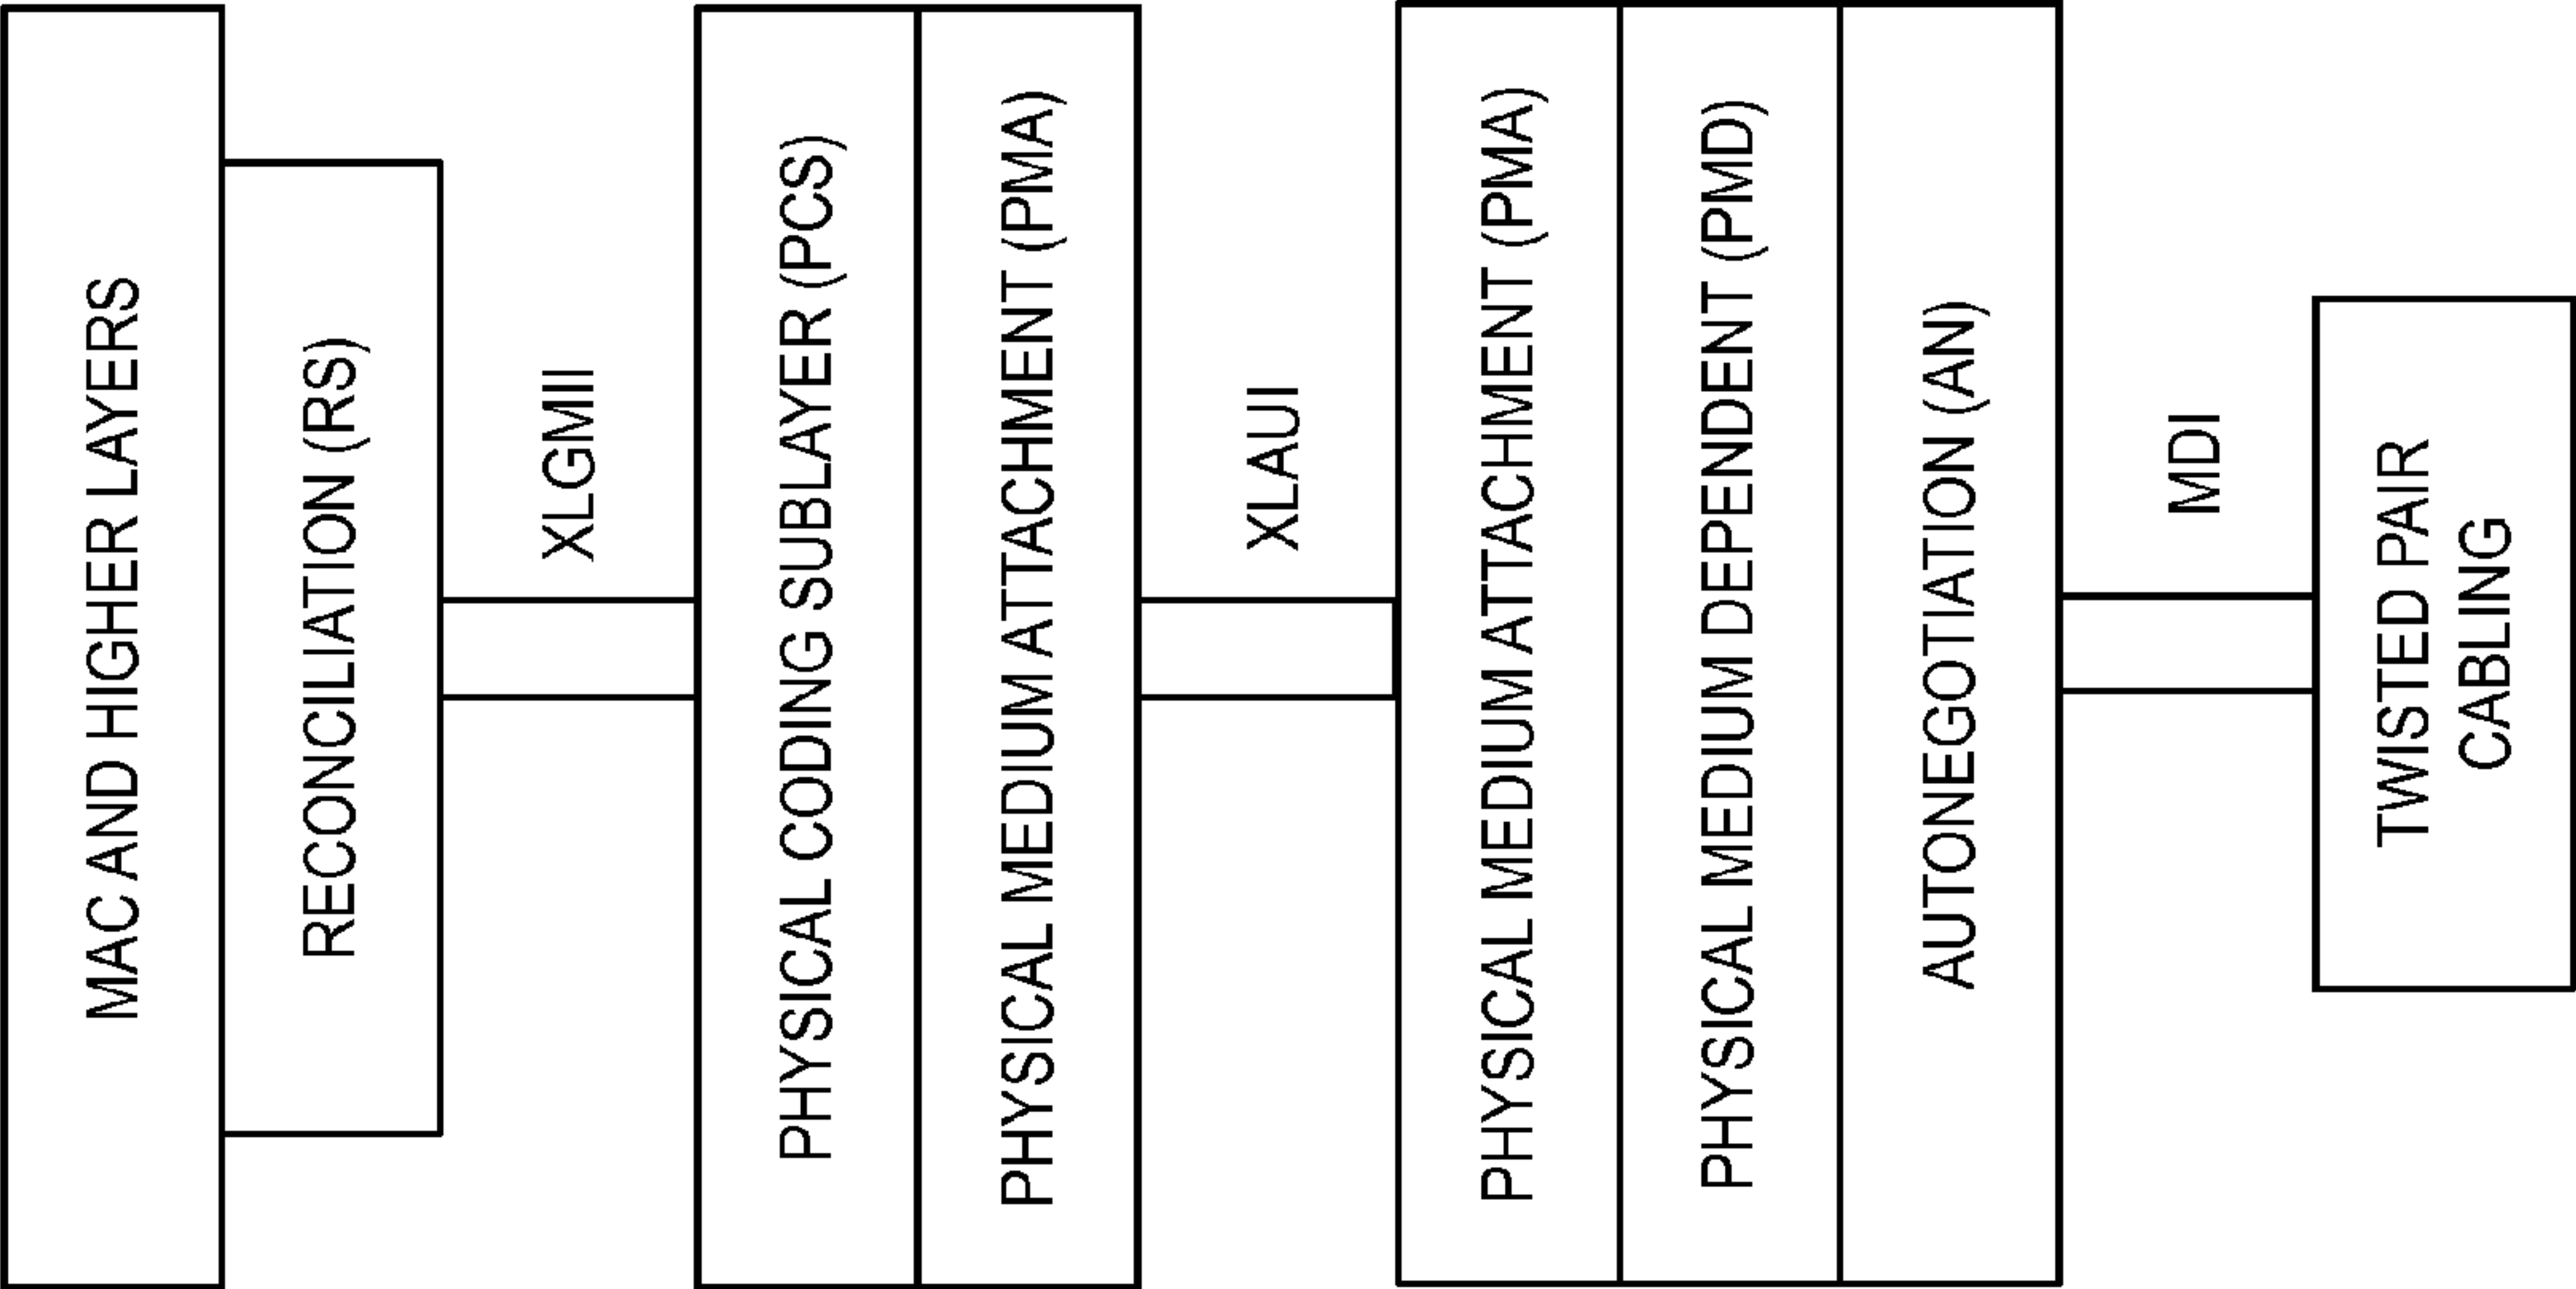 MAC AND HIGHER LAYERS
RECONCILIATION (RS)
XLGMII
PHYSICAL CODING SUBLAYER (PCS)
PHYSICAL MEDIUM ATTACHMENT (PMA)
XLAUI
PHYSICAL MEDIUM ATTACHMENT (PMA)
PHYSICAL MEDIUM DEPENDENT (PMD)
AUTONEGOTIATION (AN)
MDI
TWISTED PAIR
CABLING